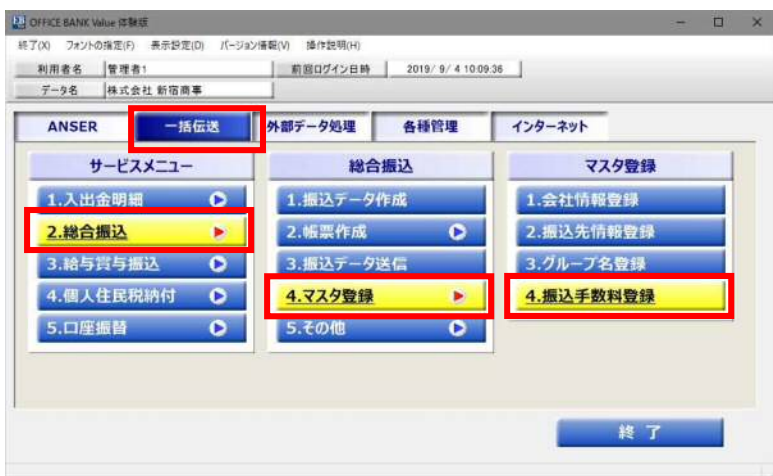 OFFICE BANK Value 体験版
終了(X) フォントの指定(F) 表示設定(D) バージョン情報(V) 操作説明(H)
利用者名 管理者1 前回ログイン日時 2019/ 9/ 4 10:09:36
データ名 株式会社 新宿商事
ANSER 一括伝送 外部データ処理 各種管理 インターネット
サービスメニュー
1.入出金明細
2.総合振込
3.給与賞与振込
4.個人住民税納付
5.口座振替
総合振込
1.振込データ作成
2.帳票作成
3.振込データ送信
4.マスタ登録
5.その他
マスタ登録
1.会社情報登録
2.振込先情報登録
3.グループ名登録
4.振込手数料登録
終 了